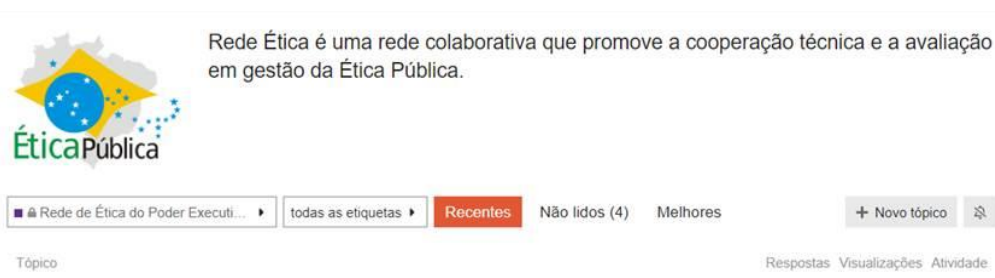 Rede Ética é uma rede colaborativa que promove a cooperação técnica e a avaliação
em gestão da Ética Pública.
ÉticaPública
Rede de Ética do Poder Executi... todas as etiquetas Recentes Não lidos (4) Melhores + Novo tópico
Tópico Respostas Visualizações Atividade